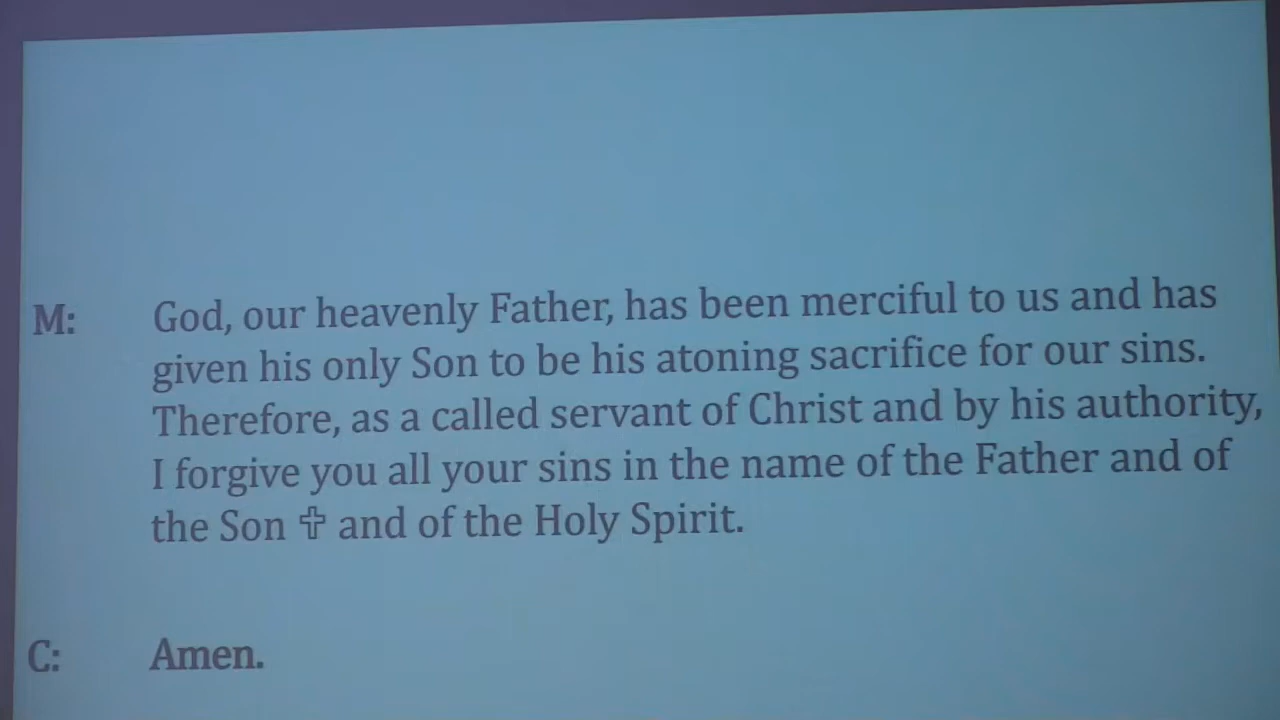 M: God, our heavenly Father, has been merciful to us and has
given his only Son to be his atoning sacrifice for our sins.
Therefore, as a called servant of Christ and by his authority,
I forgive you all your sins in the name of the Father and of
the Son ✞ and of the Holy Spirit.
C: Amen.